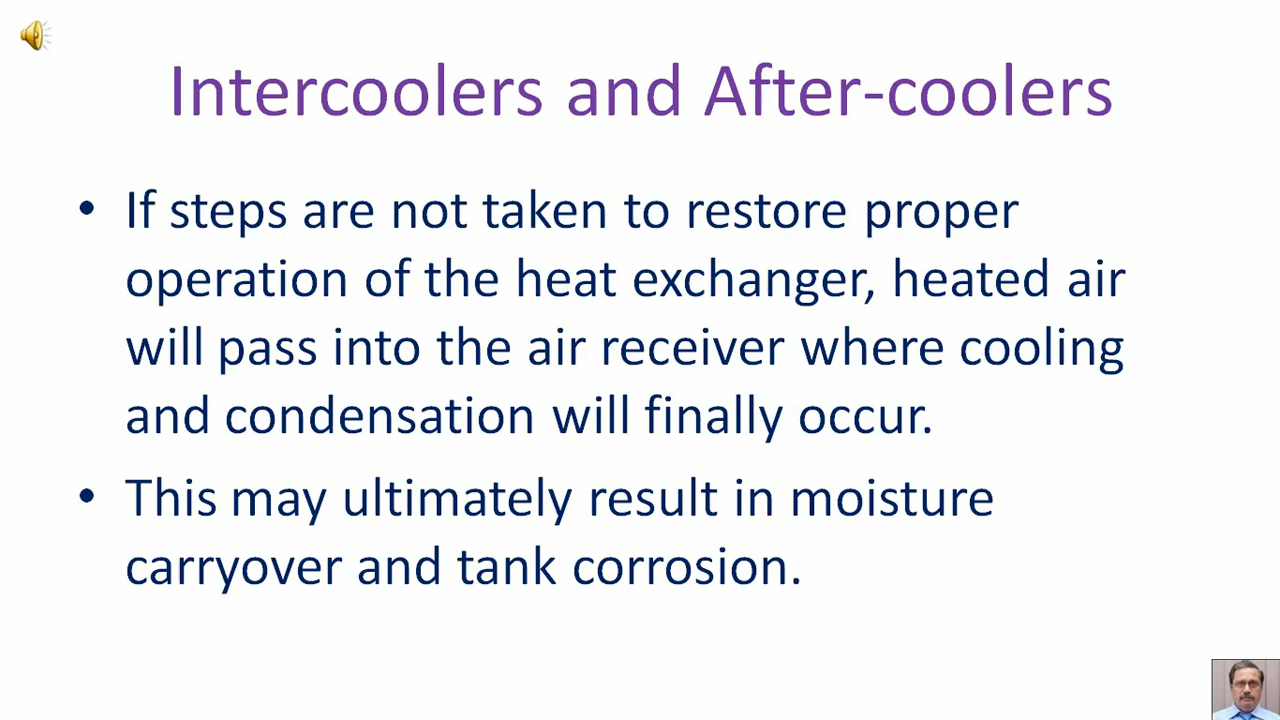 Intercoolers and After-coolers
• If steps are not taken to restore proper
operation of the heat exchanger, heated air
will pass into the air receiver where cooling
and condensation will finally occur.
• This may ultimately result in moisture
carryover and tank corrosion.